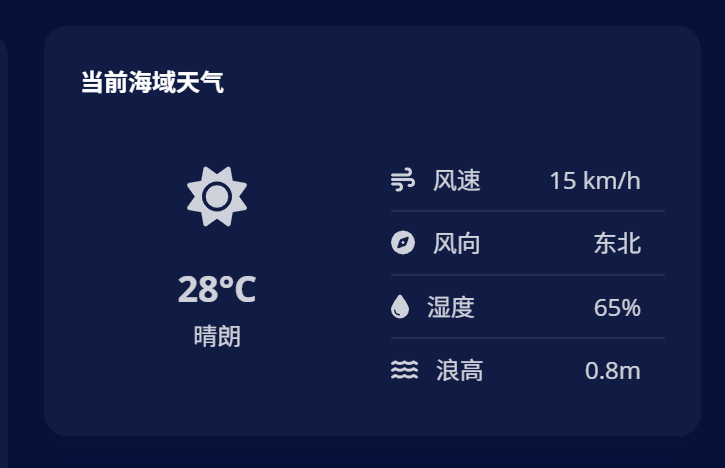 当前海域天气
28°C
晴朗
风速 15 km/h
风向 东北
湿度 65%
浪高 0.8m